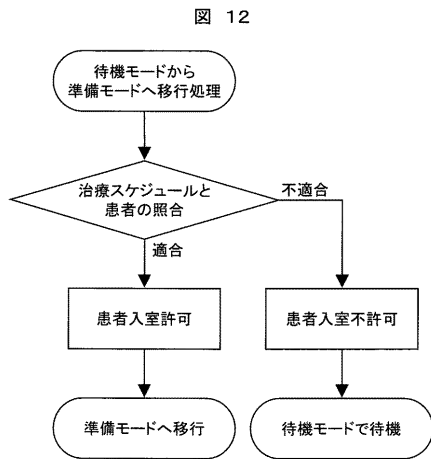 図 12
待機モードから
準備モードへ移行処理
治療スケジュールと
患者の照合
不適合
適合
患者入室許可
患者入室不許可
準備モードへ移行
待機モードで待機